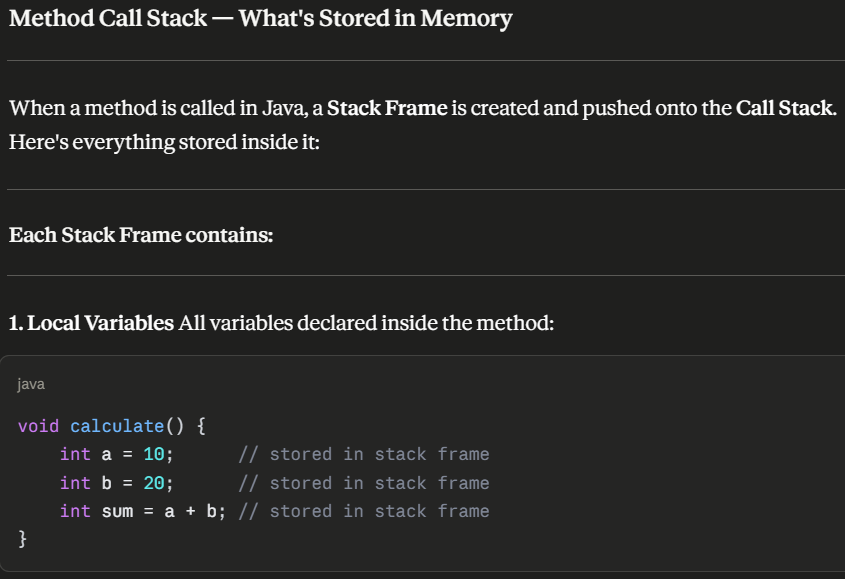 Method Call Stack — What's Stored in Memory
When a method is called in Java, a Stack Frame is created and pushed onto the Call Stack.
Here's everything stored inside it:
Each Stack Frame contains:
1. Local Variables All variables declared inside the method:
java
void calculate() {
    int a = 10;      // stored in stack frame
    int b = 20;      // stored in stack frame
    int sum = a + b; // stored in stack frame
}